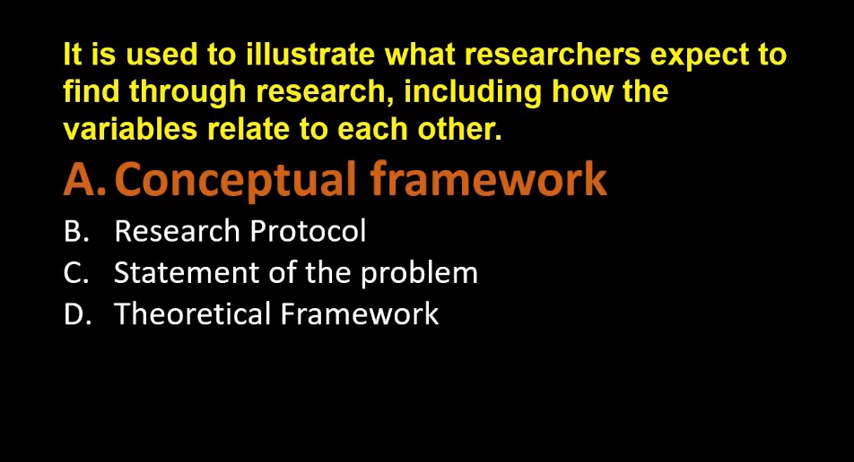 It is used to illustrate what researchers expect to
find through research, including how the
variables relate to each other.
A. Conceptual framework
B. Research Protocol
C. Statement of the problem
D. Theoretical Framework